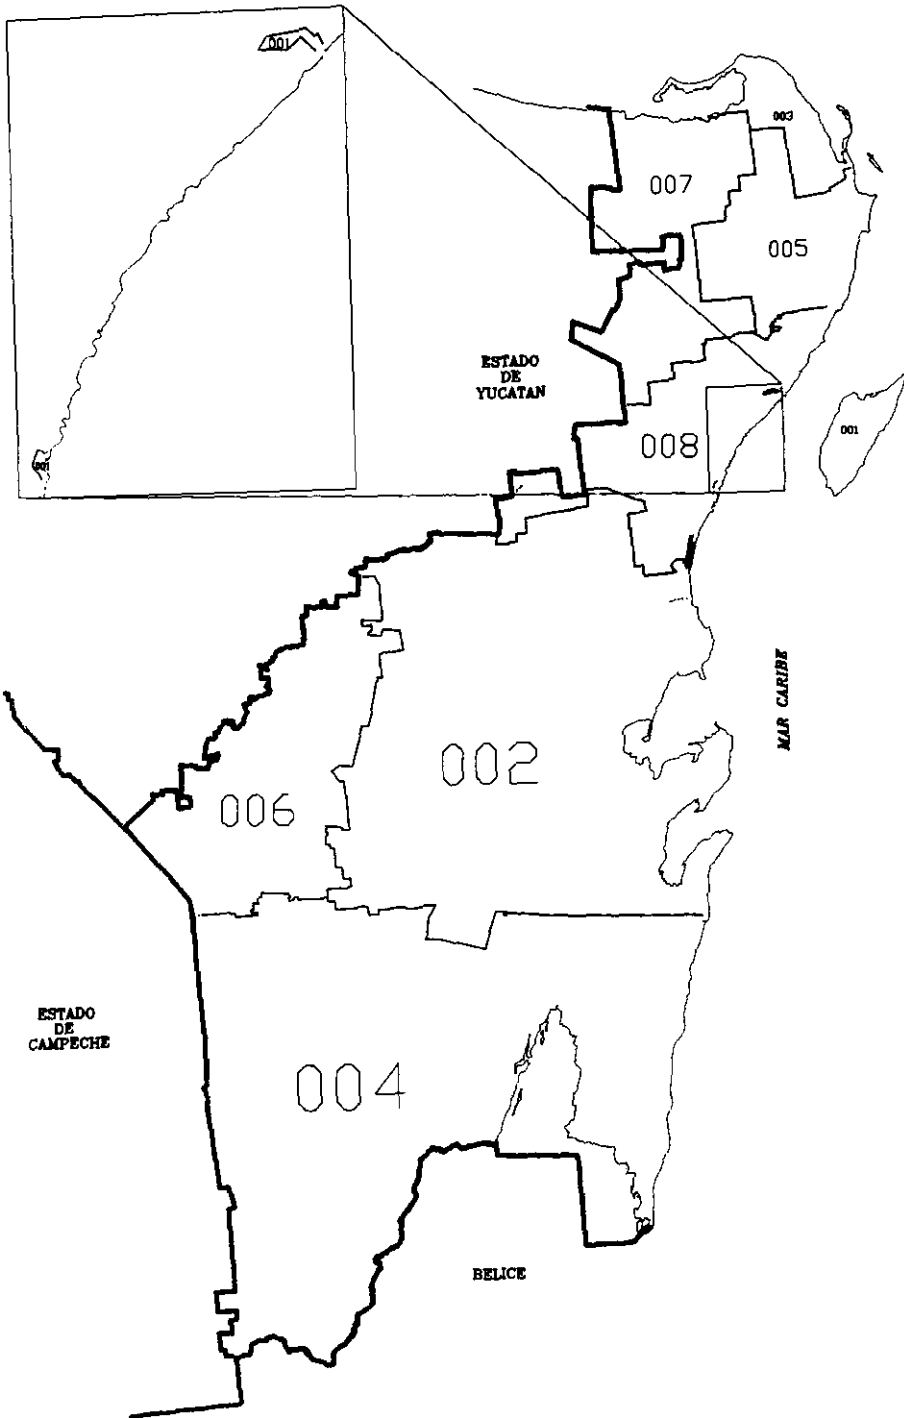 001
003
007
005
ESTADO
DE
YUCATAN
001
008
001
MAR CARIBE
002
006
ESTADO
DE
CAMPECHE
004
BELICE